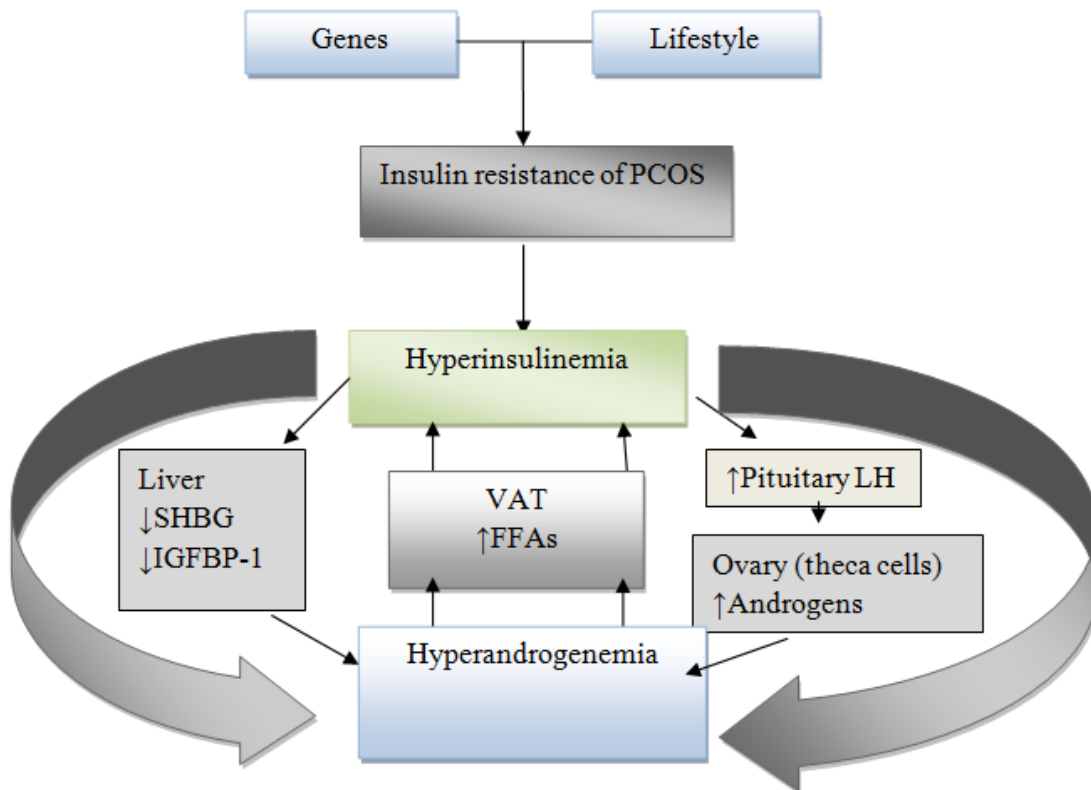 Genes
Lifestyle
Insulin resistance of PCOS
Hyperinsulinemia
Liver
↓SHBG
↓IGFBP-1
VAT
↑FFAs
↑Pituitary LH
Ovary (theca cells)
↑Androgens
Hyperandrogenemia